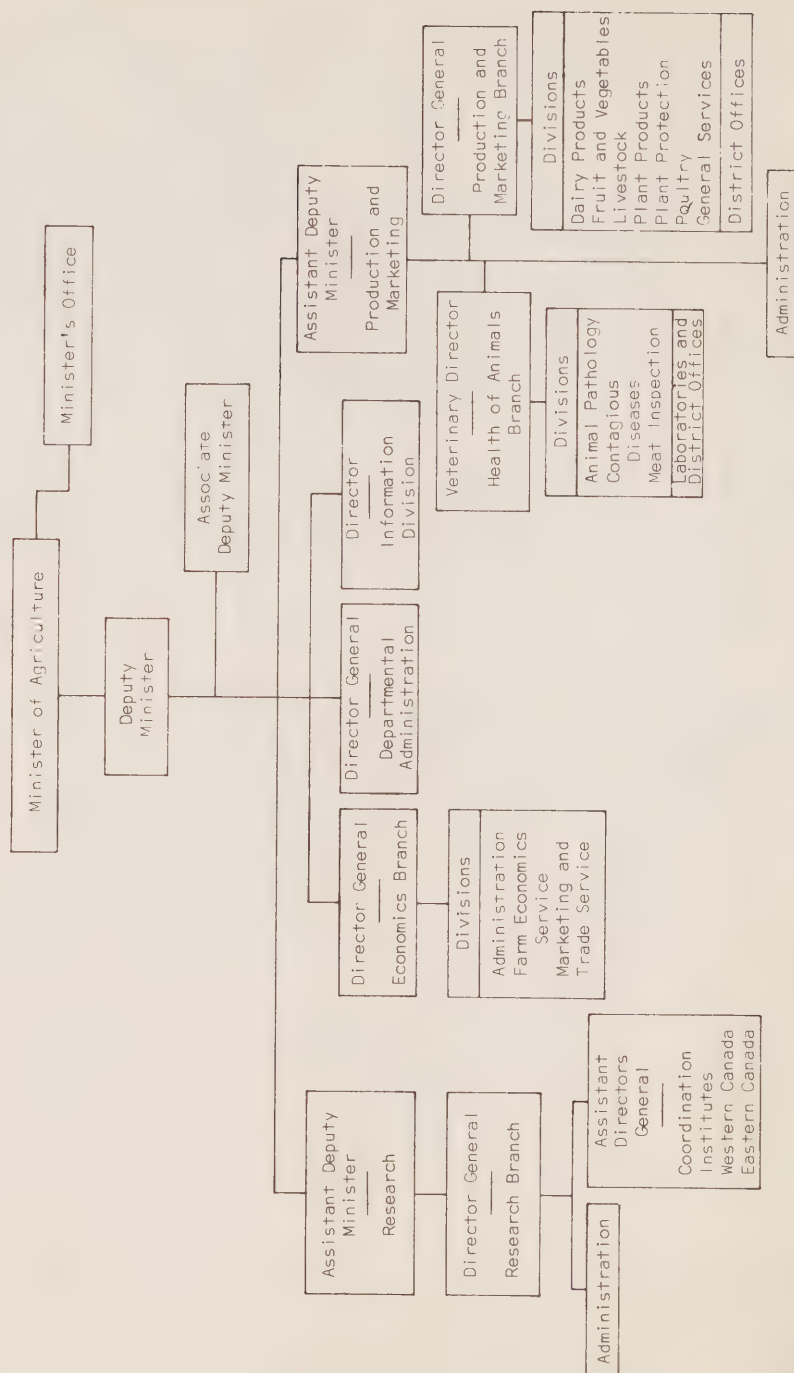 Minister of Agriculture
Minister's Office
Deputy
Minister
Associate
Deputy Minister
Assistant Deputy
Minister
Research
Director General
Economics Branch
Director General
Departmental
Administration
Director
Information
Division
Assistant Deputy
Minister
Production and
Marketing
Director General
Research Branch
Divisions
Administration
Farm Economics
Service
Marketing and
Trade Service
Veterinary Director
Health of Animals
Branch
Director General
Production and
Marketing Branch
Administration
Assistant
Directors
General
Coordination
Institutes
Western Canada
Eastern Canada
Divisions
Animal Pathology
Contagious
Diseases
Meat Inspection
Laboratories and
District Offices
Divisions
Dairy Products
Fruit and Vegetables
Livestock
Plant Products
Plant Protection
Poultry
General Services
District Offices
Administration